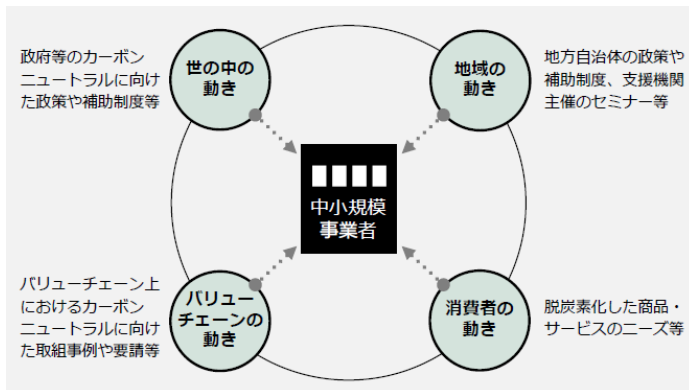 政府等のカーボン
ニュートラルに向け
た政策や補助制度等
世の中の
動き
地域の
動き
地方自治体の政策や
補助制度、支援機関
主催のセミナー等
中小規模
事業者
バリューチェーン上
におけるカーボン
ニュートラルに向け
た取組事例や要請等
バリュー
チェーンの
動き
消費者の
動き
脱炭素化した商品・
サービスのニーズ等